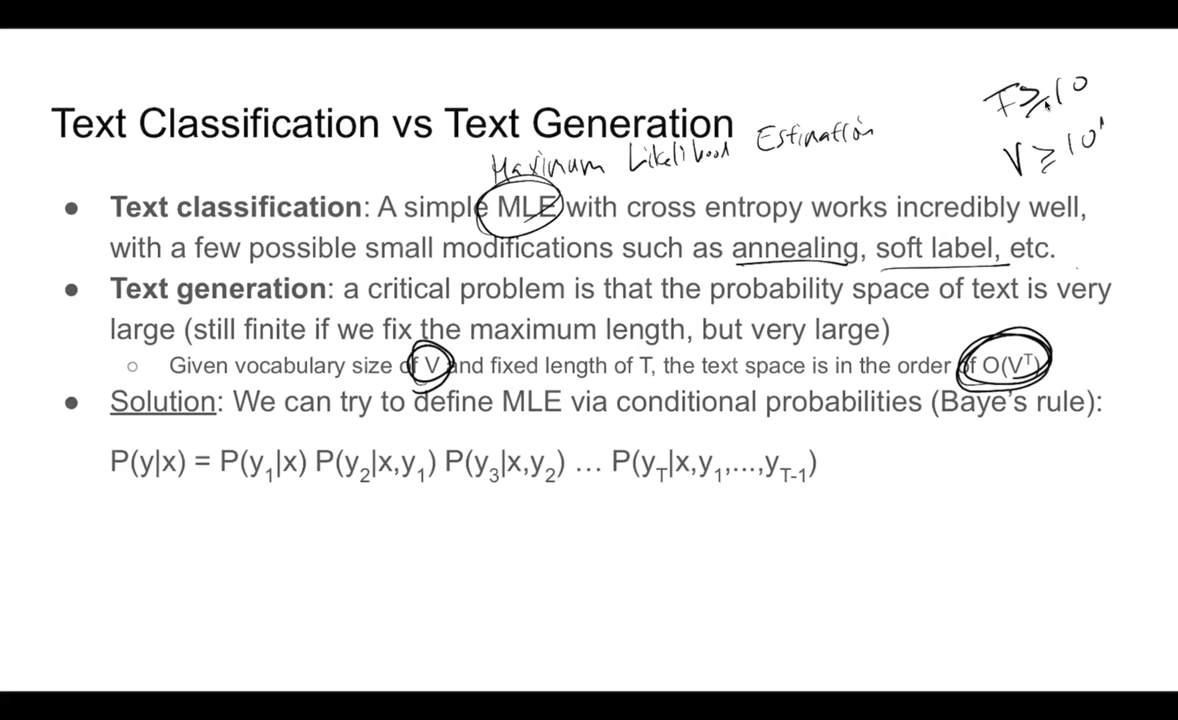 T ≥ 10
Text Classification vs Text Generation
Estimation
Maximum Likelihood
V ≥ 10'
● Text classification: A simple MLE with cross entropy works incredibly well,
with a few possible small modifications such as annealing, soft label, etc.
● Text generation: a critical problem is that the probability space of text is very
large (still finite if we fix the maximum length, but very large)
○ Given vocabulary size of V and fixed length of T, the text space is in the order of O(Vᵀ)
● Solution: We can try to define MLE via conditional probabilities (Baye's rule):
P(y|x) = P(y₁|x) P(y₂|x,y₁) P(y₃|x,y₂) … P(y_T|x,y₁,...,y_T-1)